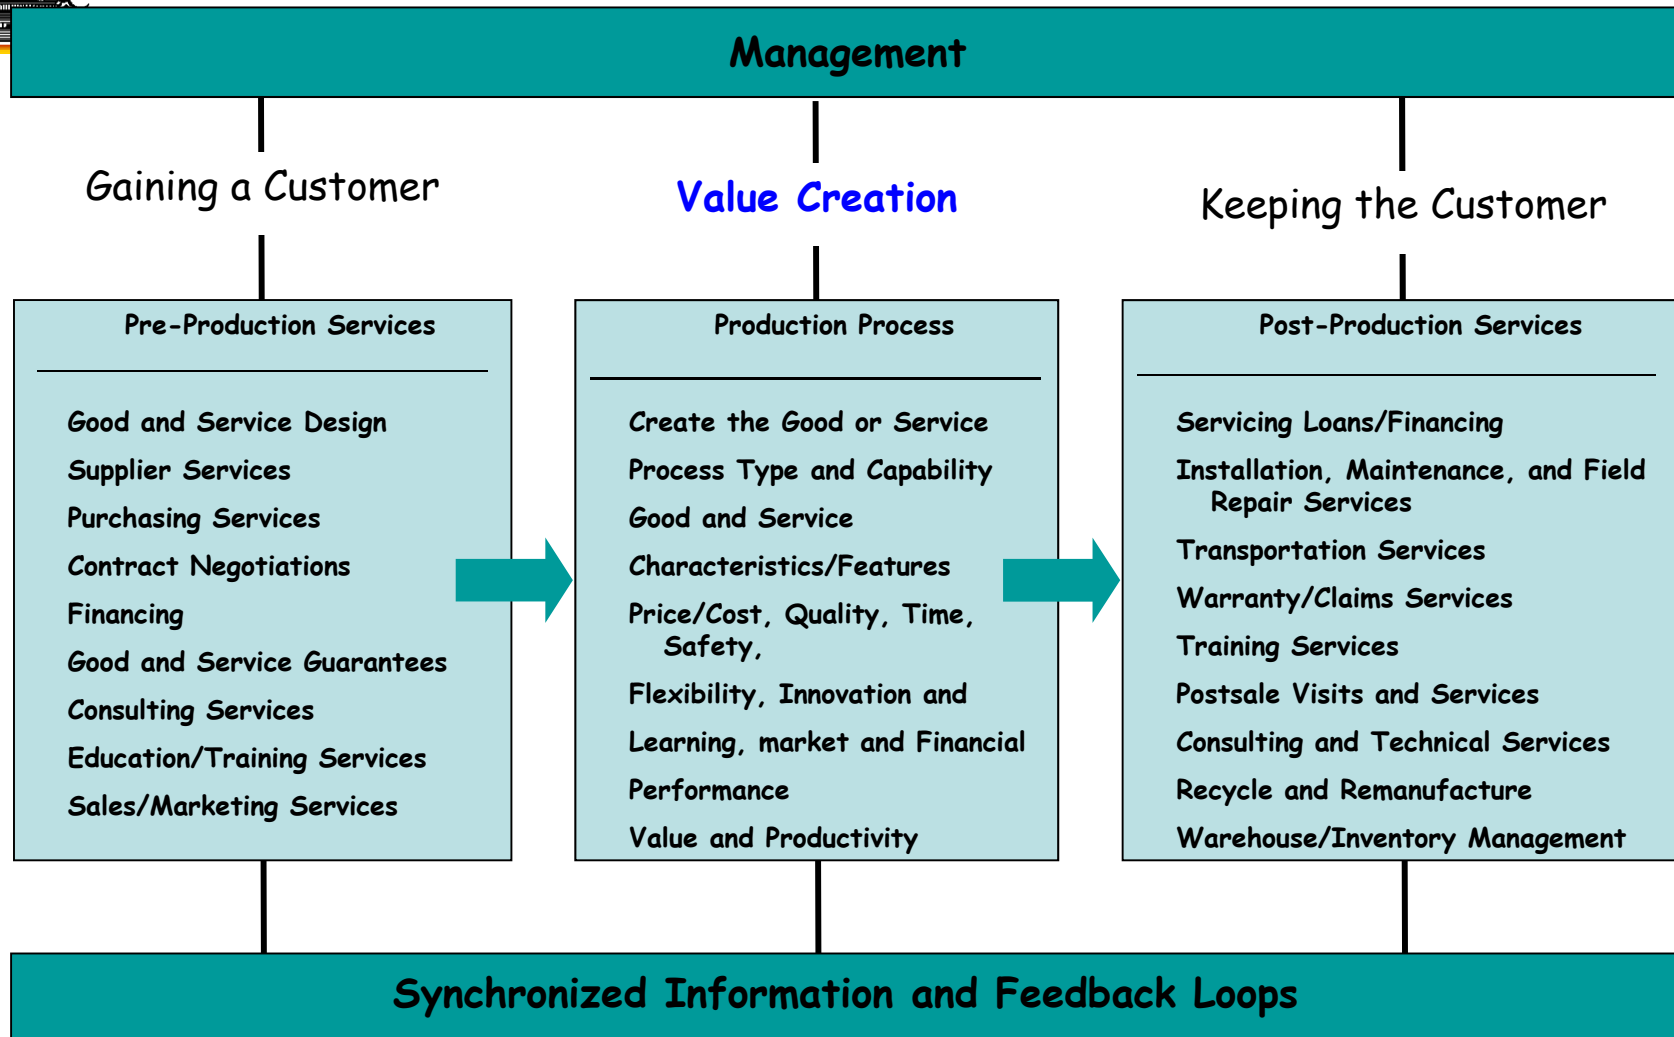 Management
Gaining a Customer
Value Creation
Keeping the Customer
Pre-Production Services
Good and Service Design
Supplier Services
Purchasing Services
Contract Negotiations
Financing
Good and Service Guarantees
Consulting Services
Education/Training Services
Sales/Marketing Services
Production Process
Create the Good or Service
Process Type and Capability
Good and Service
Characteristics/Features
Price/Cost, Quality, Time,
Safety,
Flexibility, Innovation and
Learning, market and Financial
Performance
Value and Productivity
Post-Production Services
Servicing Loans/Financing
Installation, Maintenance, and Field
Repair Services
Transportation Services
Warranty/Claims Services
Training Services
Postsale Visits and Services
Consulting and Technical Services
Recycle and Remanufacture
Warehouse/Inventory Management
Synchronized Information and Feedback Loops